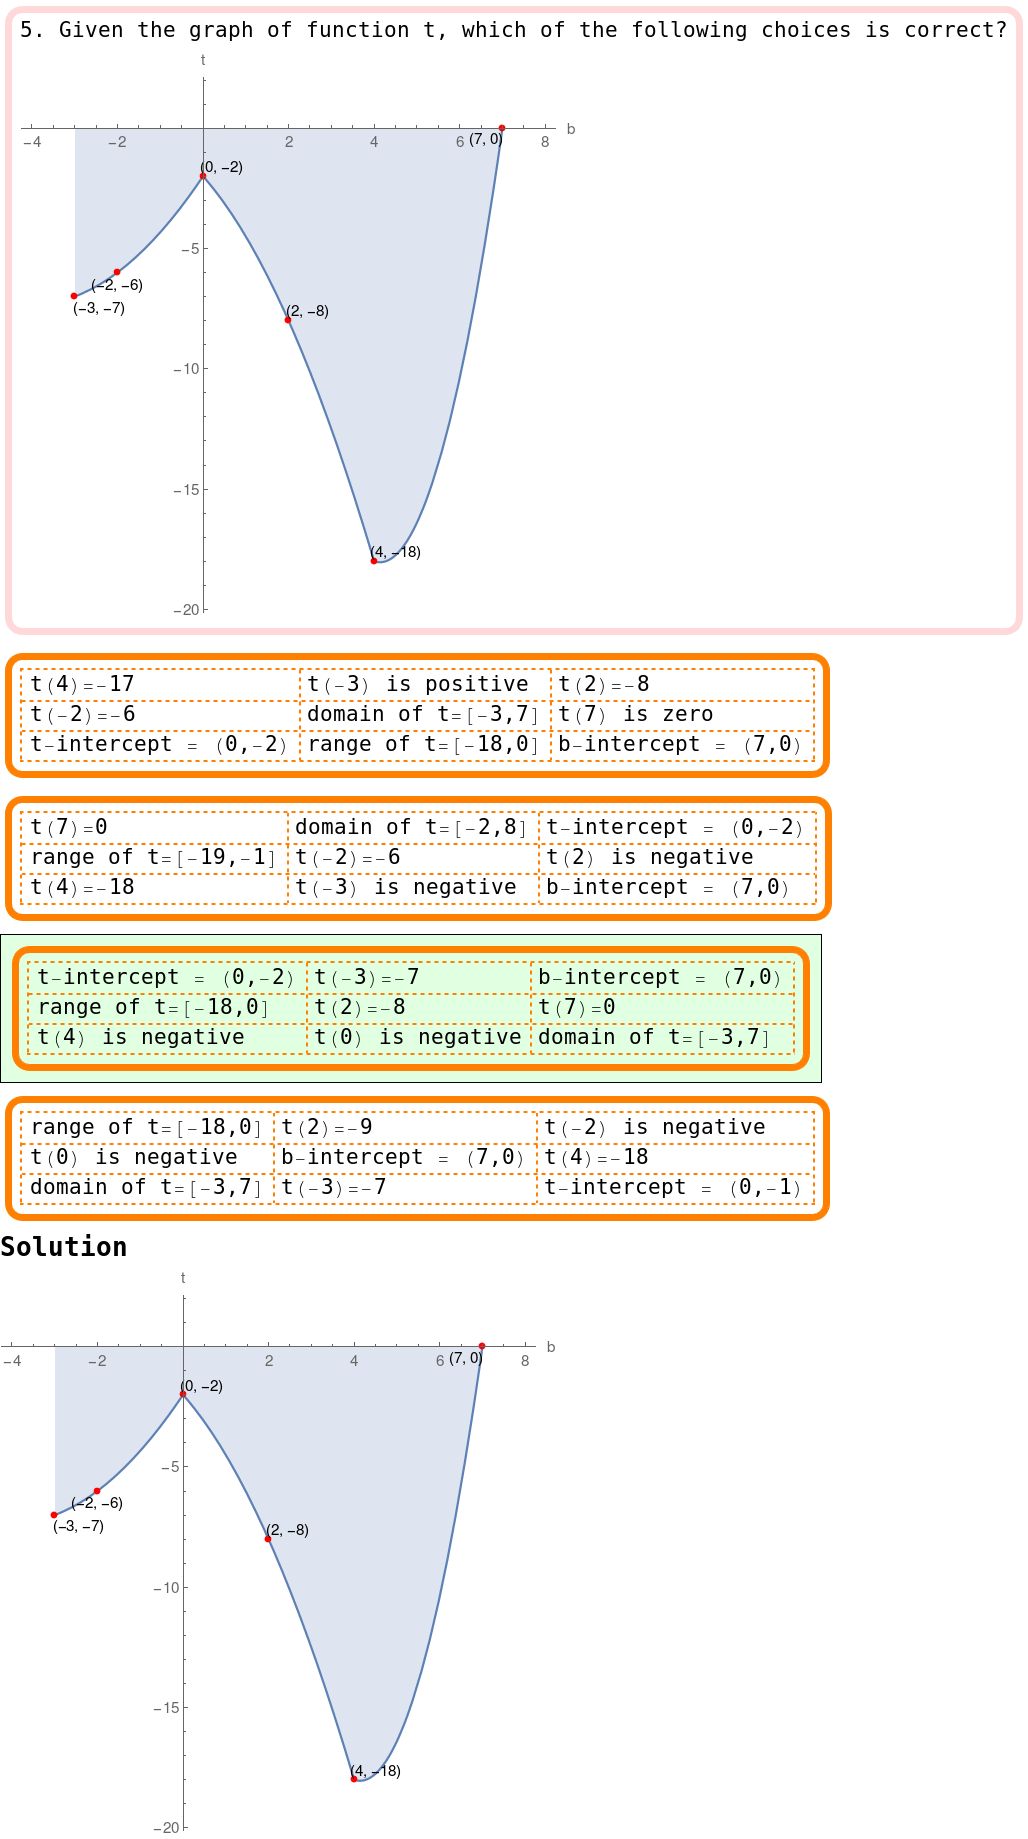 5. Given the graph of function t, which of the following choices is correct?
t
−4 −2 2 4 6 8 b
(7, 0)
(0, −2)
−5
(−2, −6)
(−3, −7)
(2, −8)
−10
−15
(4, −18)
−20
t(4)=-17 t(-3) is positive t(2)=-8
t(-2)=-6 domain of t=[-3,7] t(7) is zero
t-intercept = (0,-2) range of t=[-18,0] b-intercept = (7,0)
t(7)=0 domain of t=[-2,8] t-intercept = (0,-2)
range of t=[-19,-1] t(-2)=-6 t(2) is negative
t(4)=-18 t(-3) is negative b-intercept = (7,0)
t-intercept = (0,-2) t(-3)=-7 b-intercept = (7,0)
range of t=[-18,0] t(2)=-8 t(7)=0
t(4) is negative t(0) is negative domain of t=[-3,7]
range of t=[-18,0] t(2)=-9 t(-2) is negative
t(0) is negative b-intercept = (7,0) t(4)=-18
domain of t=[-3,7] t(-3)=-7 t-intercept = (0,-1)
Solution
t
−4 −2 2 4 6 8 b
(7, 0)
(0, −2)
−5
(−2, −6)
(−3, −7)
(2, −8)
−10
−15
(4, −18)
−20